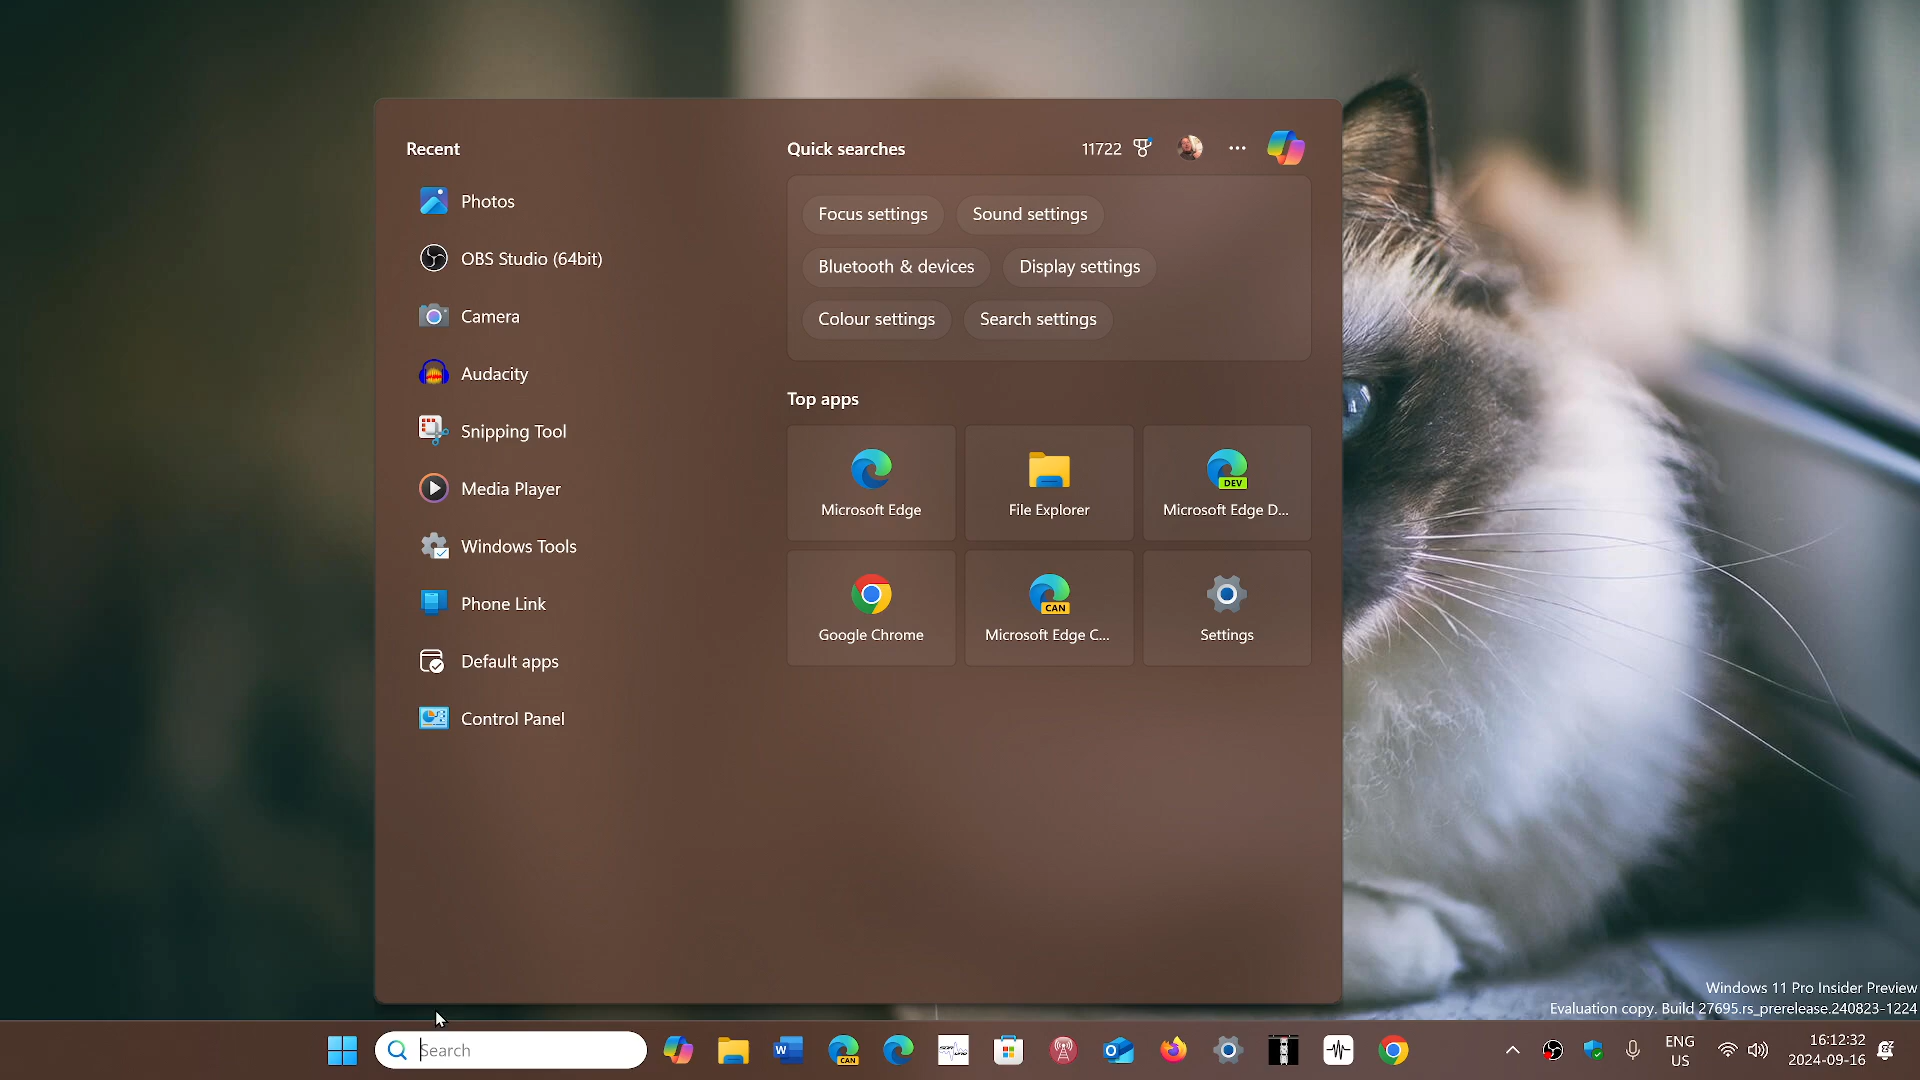 Recent
Photos
OBS Studio (64bit)
Camera
Audacity
Snipping Tool
Media Player
Windows Tools
Phone Link
Default apps
Control Panel
Quick searches
11722
Focus settings
Sound settings
Bluetooth & devices
Display settings
Colour settings
Search settings
Top apps
Microsoft Edge
File Explorer
DEV
Microsoft Edge D...
Google Chrome
CAN
Microsoft Edge C...
Settings
Windows 11 Pro Insider Preview
Evaluation copy. Build 27695.rs_prerelease.240823-1224
Search
W
CAN
ENG
US
16:12:32
2024-09-16